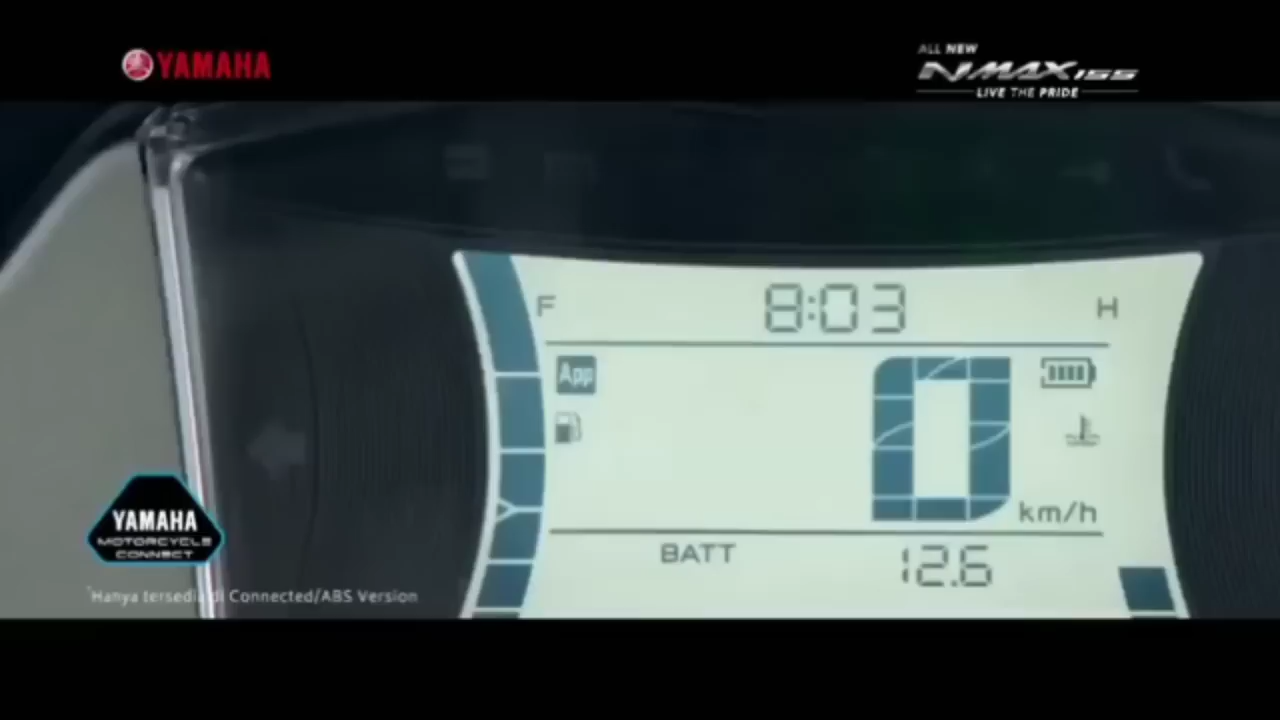 YAMAHA
ALL NEW
NMAX155
LIVE THE PRIDE
F
8:03
H
App
0
km/h
BATT
12.6
YAMAHA
MOTORCYCLE
CONNECT
*Hanya tersedia di Connected/ABS Version